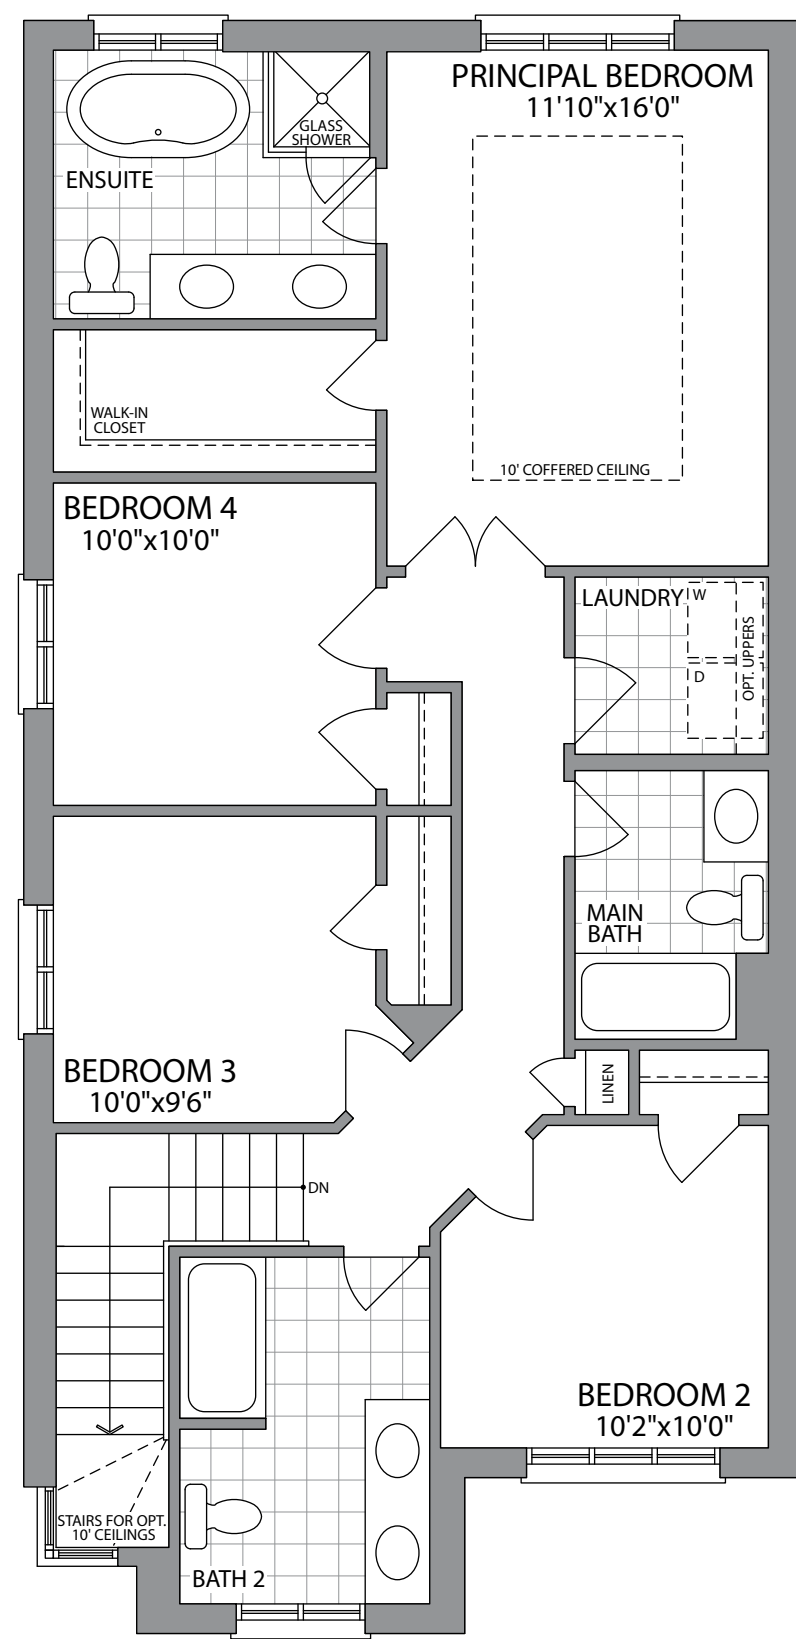 PRINCIPAL BEDROOM
11'10"x16'0"
GLASS
SHOWER
ENSUITE
WALK-IN
CLOSET
10' COFFERED CEILING
BEDROOM 4
10'0"x10'0"
LAUNDRY
W
D
OPT. UPPERS
MAIN
BATH
BEDROOM 3
10'0"x9'6"
LINEN
DN
BEDROOM 2
10'2"x10'0"
STAIRS FOR OPT.
10' CEILINGS
BATH 2